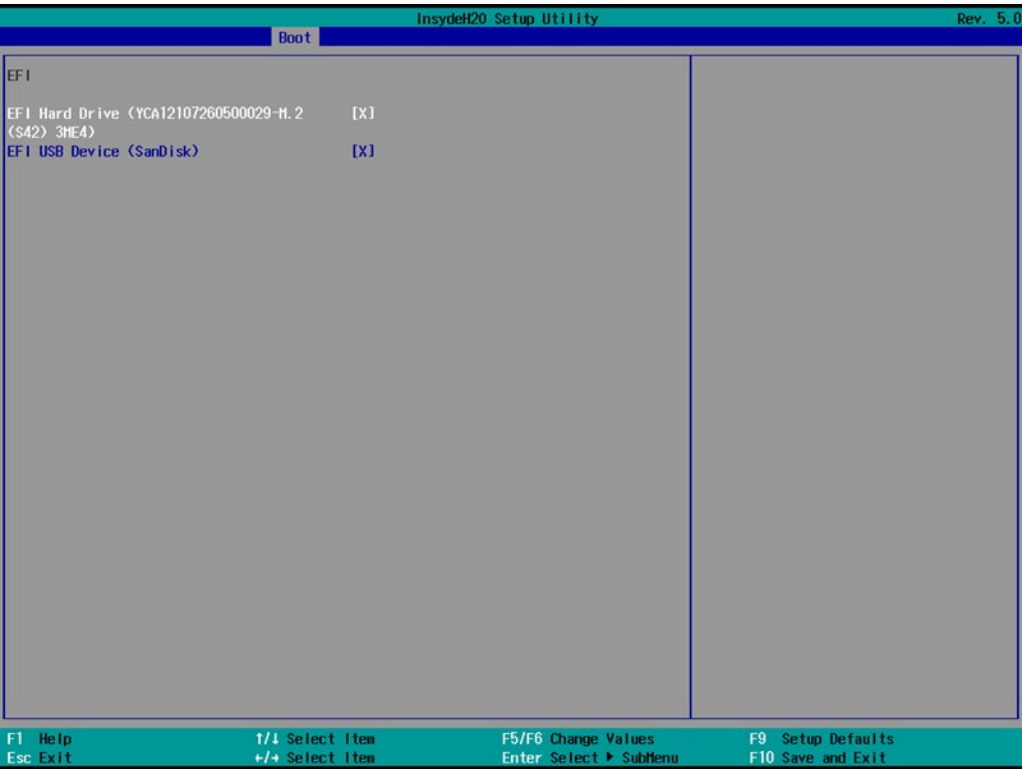 InsydeH20 Setup Utility Rev. 5.0
Boot
EFI
EFI Hard Drive (YCA12107260500029-M.2 [X]
(S42) 3ME4)
EFI USB Device (SanDisk) [X]
F1 Help ↑/↓ Select Item F5/F6 Change Values F9 Setup Defaults
Esc Exit ←/→ Select Item Enter Select ▶ SubMenu F10 Save and Exit